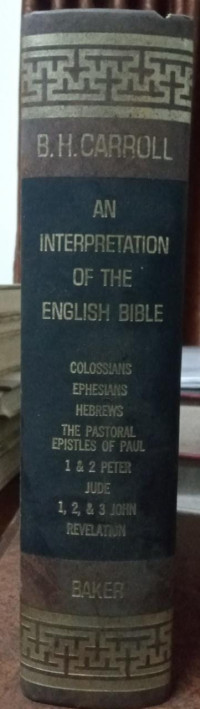 B.H. CARROLL
AN
INTERPRETATION
OF THE
ENGLISH BIBLE
COLOSSIANS
EPHESIANS
HEBREWS
THE PASTORAL
EPISTLES OF PAUL
1 & 2 PETER
JUDE
1, 2, & 3 JOHN
REVELATION
BAKER